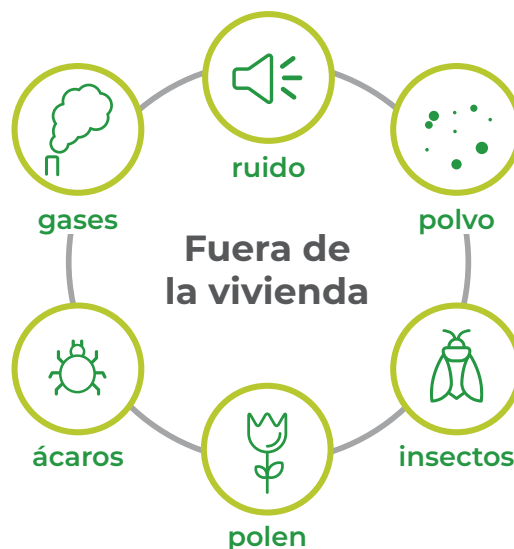 ruido
gases
polvo
Fuera de
la vivienda
ácaros
insectos
polen